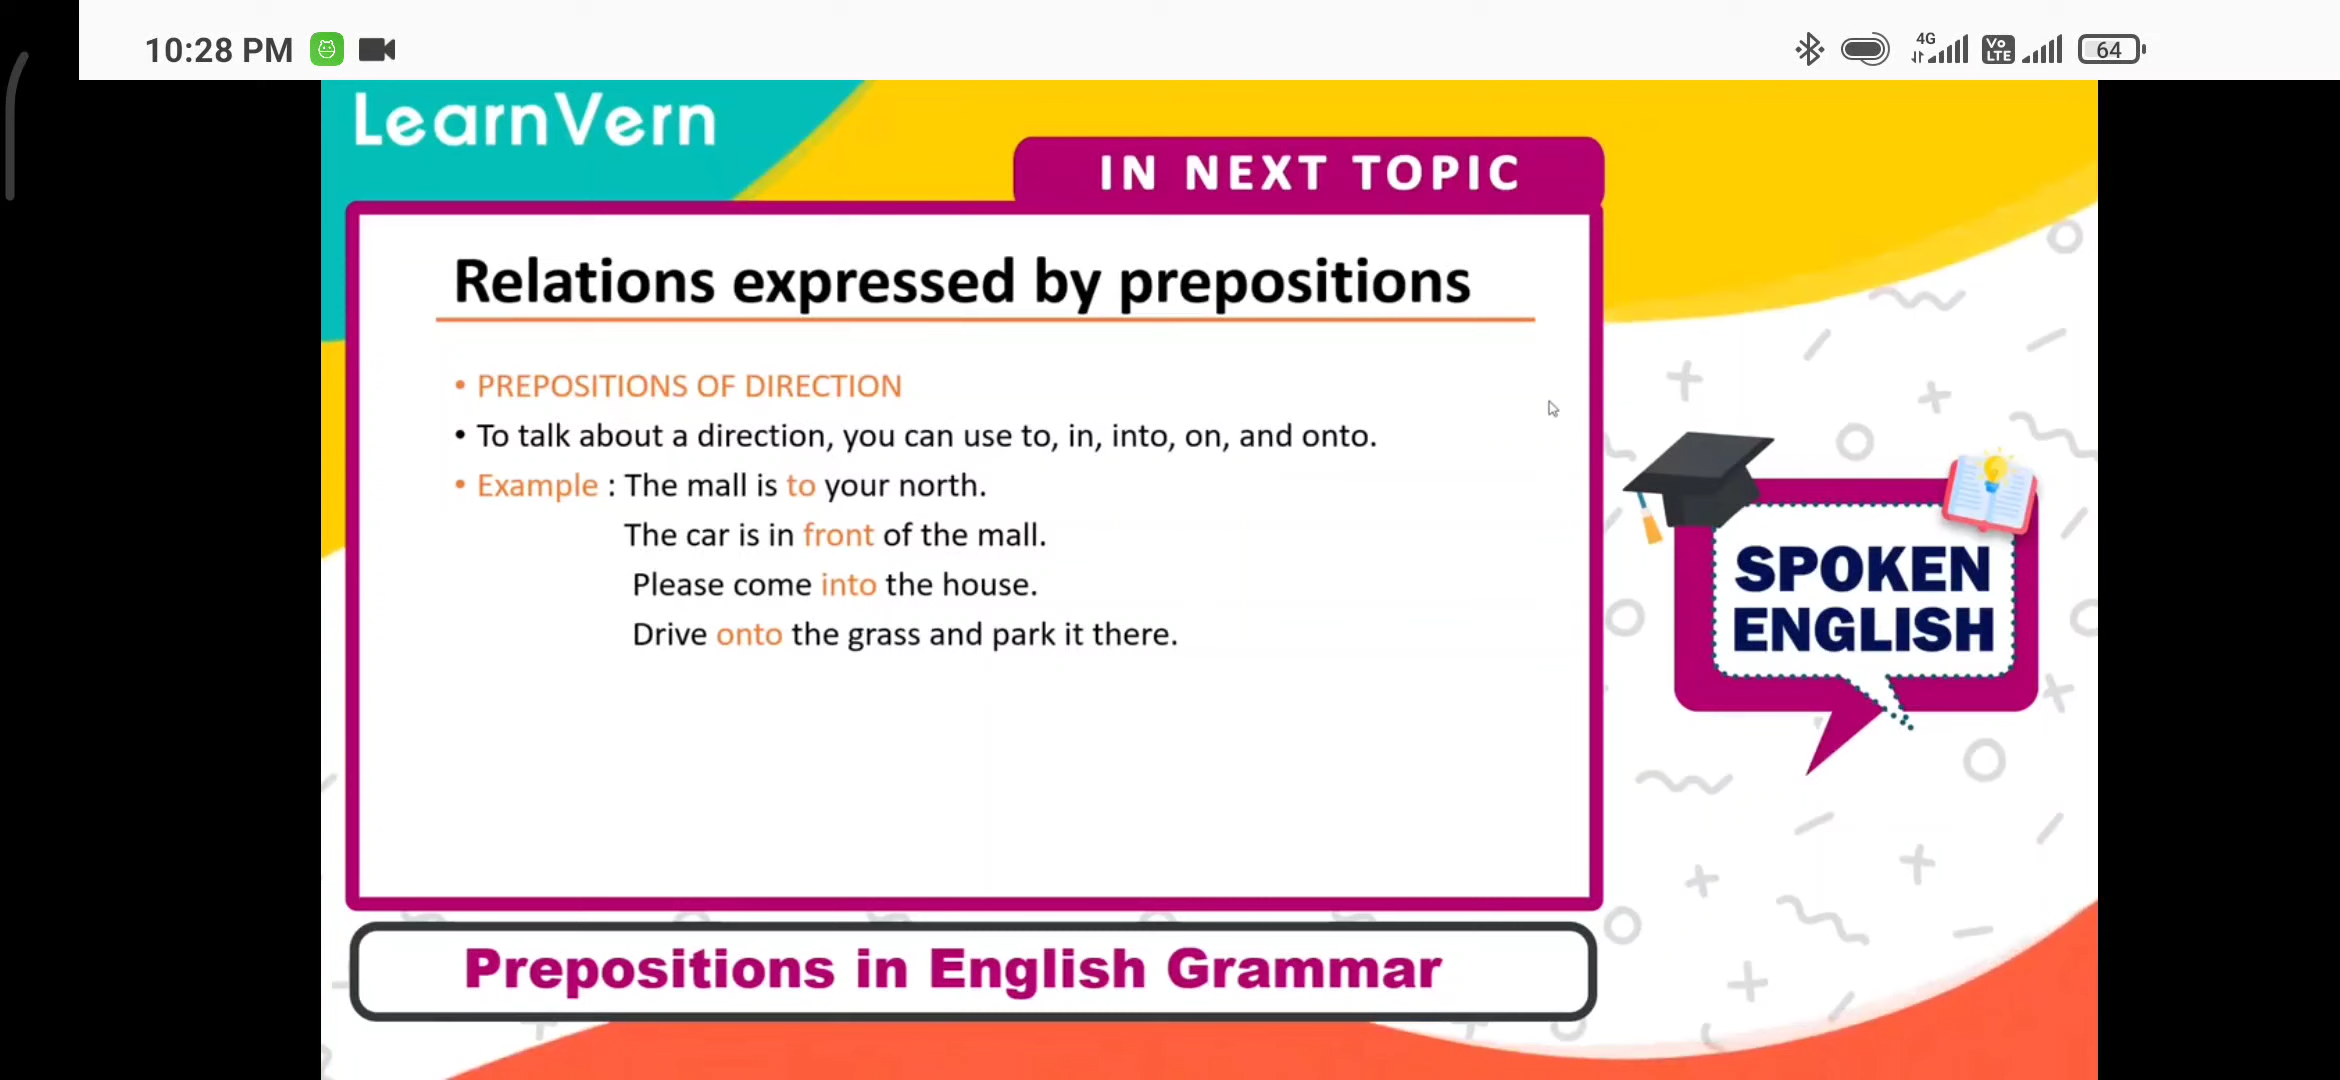 10:28 PM
4G
Vo
LTE
64
LearnVern
IN NEXT TOPIC
Relations expressed by prepositions
• PREPOSITIONS OF DIRECTION
• To talk about a direction, you can use to, in, into, on, and onto.
• Example : The mall is to your north.
The car is in front of the mall.
Please come into the house.
Drive onto the grass and park it there.
SPOKEN
ENGLISH
Prepositions in English Grammar